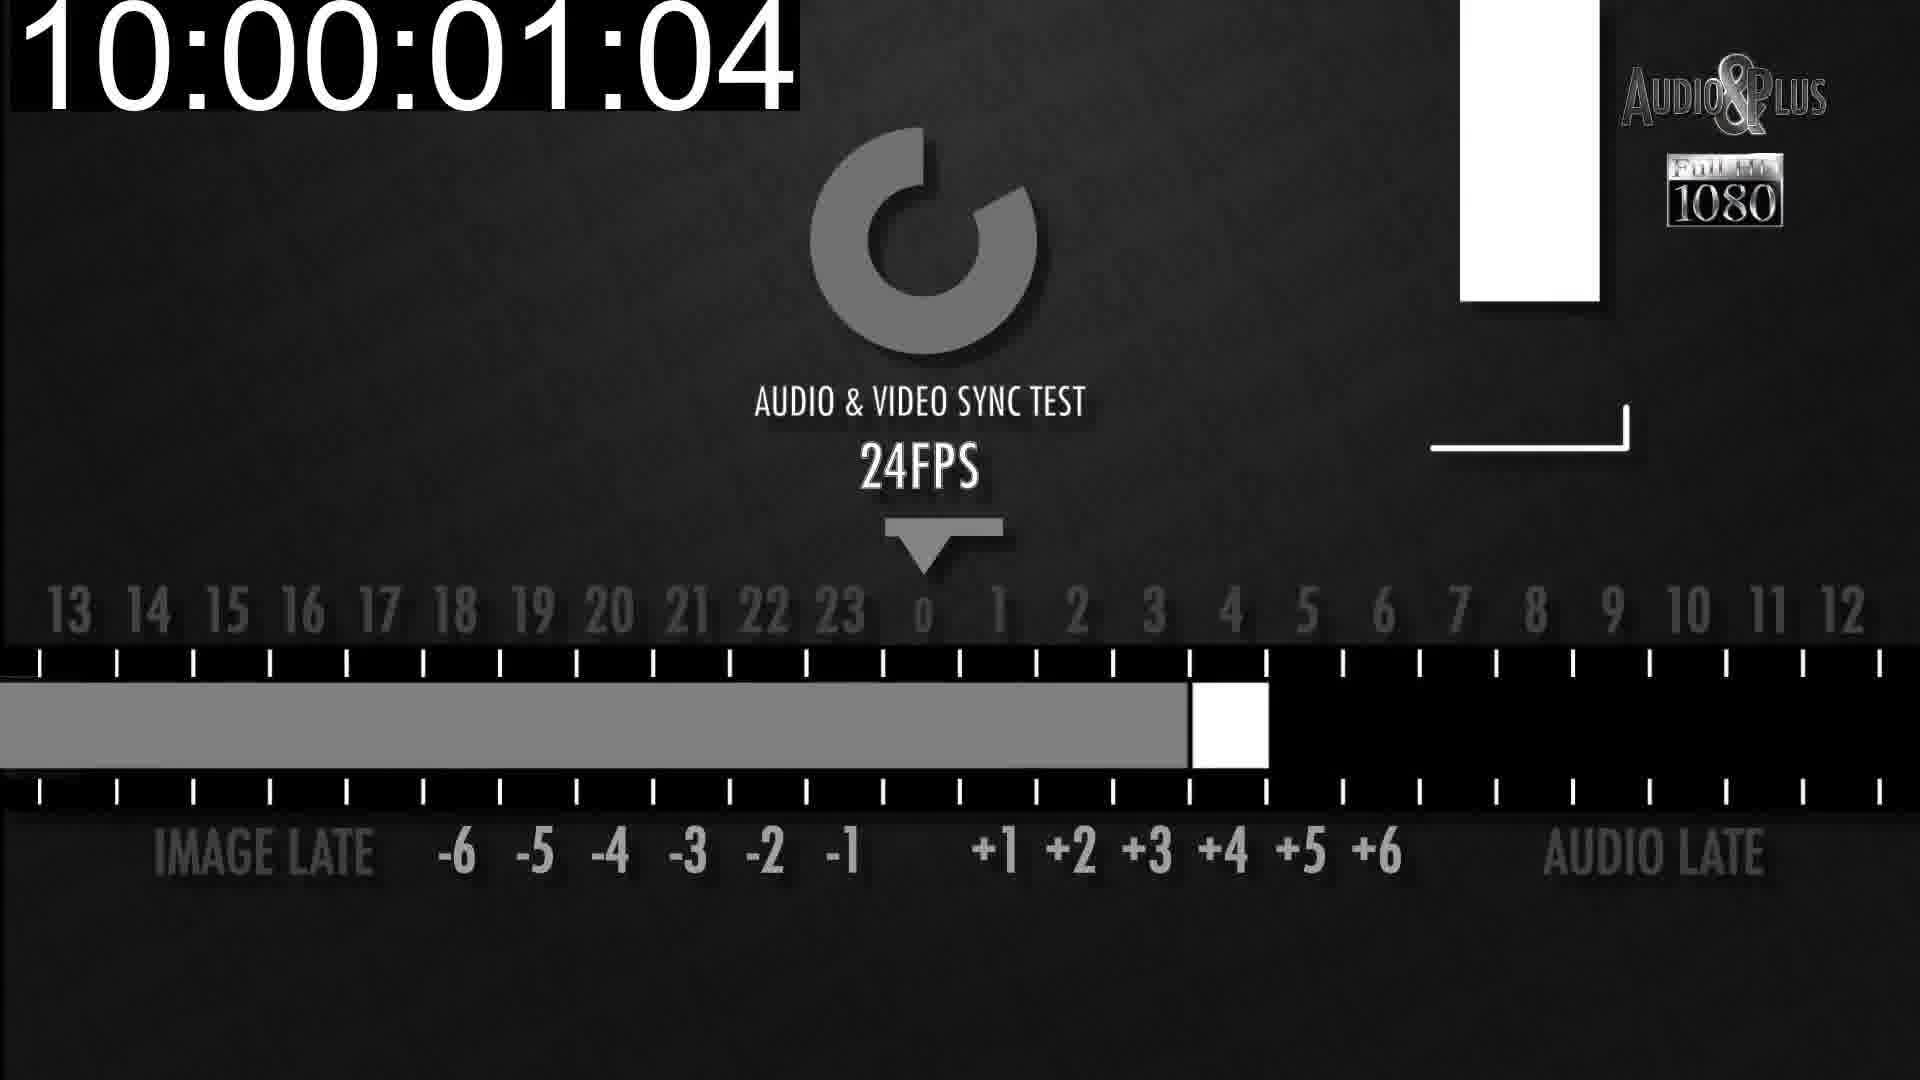 10:00:01:04
AUDIO & PLUS
Full HD
1080
AUDIO & VIDEO SYNC TEST
24FPS
13 14 15 16 17 18 19 20 21 22 23 0 1 2 3 4 5 6 7 8 9 10 11 12
IMAGE LATE -6 -5 -4 -3 -2 -1 +1 +2 +3 +4 +5 +6 AUDIO LATE